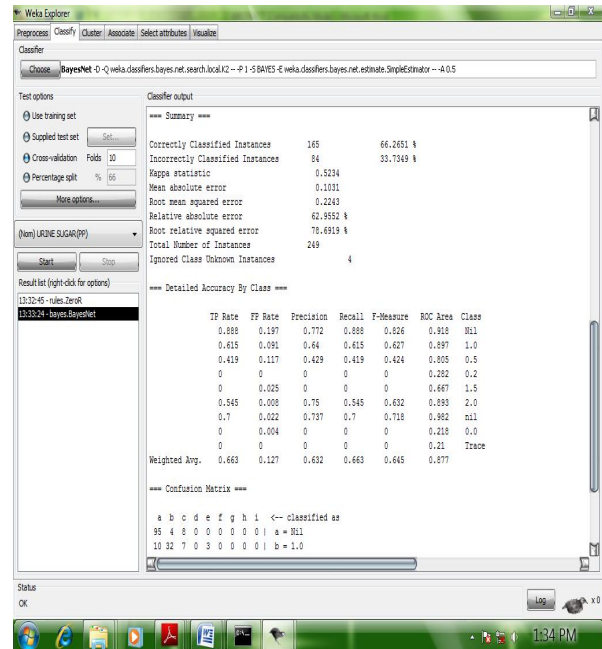 Weka Explorer
Preprocess Classify Cluster Associate Select attributes Visualize
Classifier
Choose BayesNet -D -Q weka.classifiers.bayes.net.search.local.K2 -- -P 1 -S BAYES -E weka.classifiers.bayes.net.estimate.SimpleEstimator -- -A 0.5
Test options
Use training set
Supplied test set Set...
Cross-validation Folds 10
Percentage split % 66
More options...
(Nom) URINE SUGAR(PP)
Start Stop
Result list (right-click for options)
13:32:45 - rules.ZeroR
13:33:24 - bayes.BayesNet
Classifier output
=== Summary ===
Correctly Classified Instances 165 66.2651 %
Incorrectly Classified Instances 84 33.7349 %
Kappa statistic 0.5234
Mean absolute error 0.1031
Root mean squared error 0.2243
Relative absolute error 62.9552 %
Root relative squared error 78.6919 %
Total Number of Instances 249
Ignored Class Unknown Instances 4
=== Detailed Accuracy By Class ===
TP Rate FP Rate Precision Recall F-Measure ROC Area Class
0.888 0.197 0.772 0.888 0.826 0.918 Nil
0.615 0.091 0.64 0.615 0.627 0.897 1.0
0.419 0.117 0.429 0.419 0.424 0.805 0.5
0 0 0 0 0 0.282 0.2
0 0.025 0 0 0 0.667 1.5
0.545 0.008 0.75 0.545 0.632 0.893 2.0
0.7 0.022 0.737 0.7 0.718 0.982 nil
0 0.004 0 0 0 0.218 0.0
0 0 0 0 0 0.21 Trace
Weighted Avg. 0.663 0.127 0.632 0.663 0.645 0.877
=== Confusion Matrix ===
a b c d e f g h i <-- classified as
95 4 8 0 0 0 0 0 0 | a = Nil
10 32 7 0 3 0 0 0 0 | b = 1.0
Status
OK
Log x 0
1:34 PM